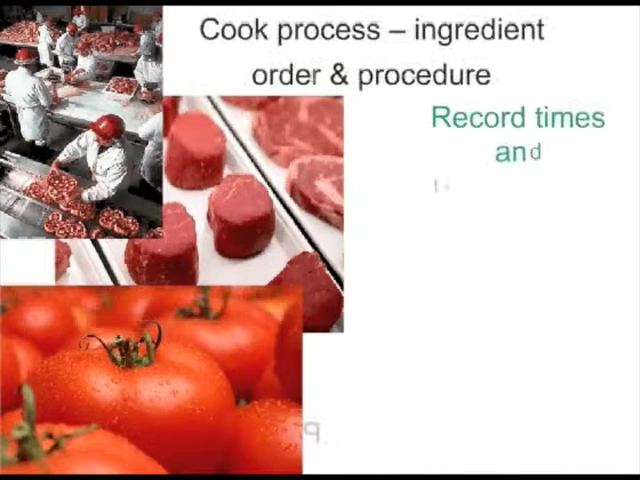 Cook process – ingredient
order & procedure
Record times
and